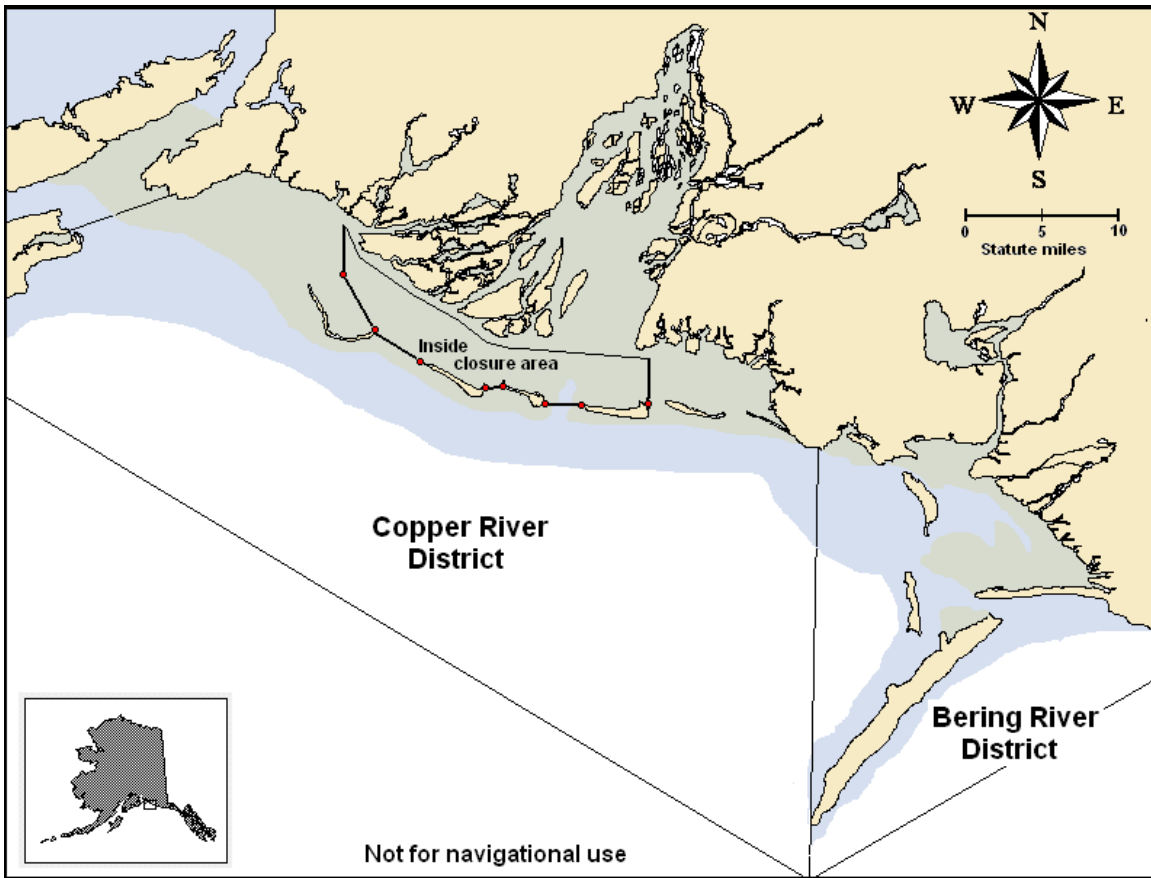 N
W E
S
0 5 10
Statute miles
Inside
closure area
Copper River
District
Bering River
District
Not for navigational use